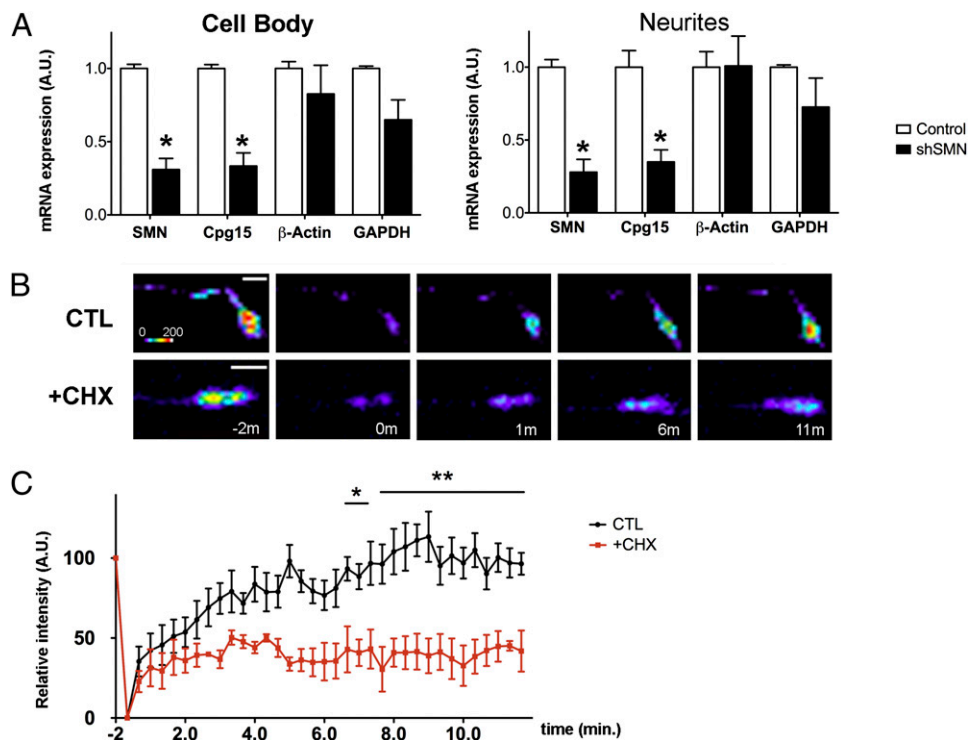 A
Cell Body
mRNA expression (A.U.)
1.0
0.5
0.0
*
*
SMN
Cpg15
β-Actin
GAPDH
Neurites
mRNA expression (A.U.)
1.0
0.5
0.0
*
*
SMN
Cpg15
β-Actin
GAPDH
Control
shSMN
B
CTL
0
200
+CHX
-2m
0m
1m
6m
11m
C
Relative intensity (A.U.)
100
50
0
*
**
CTL
+CHX
-2
2.0
4.0
6.0
8.0
10.0
time (min.)